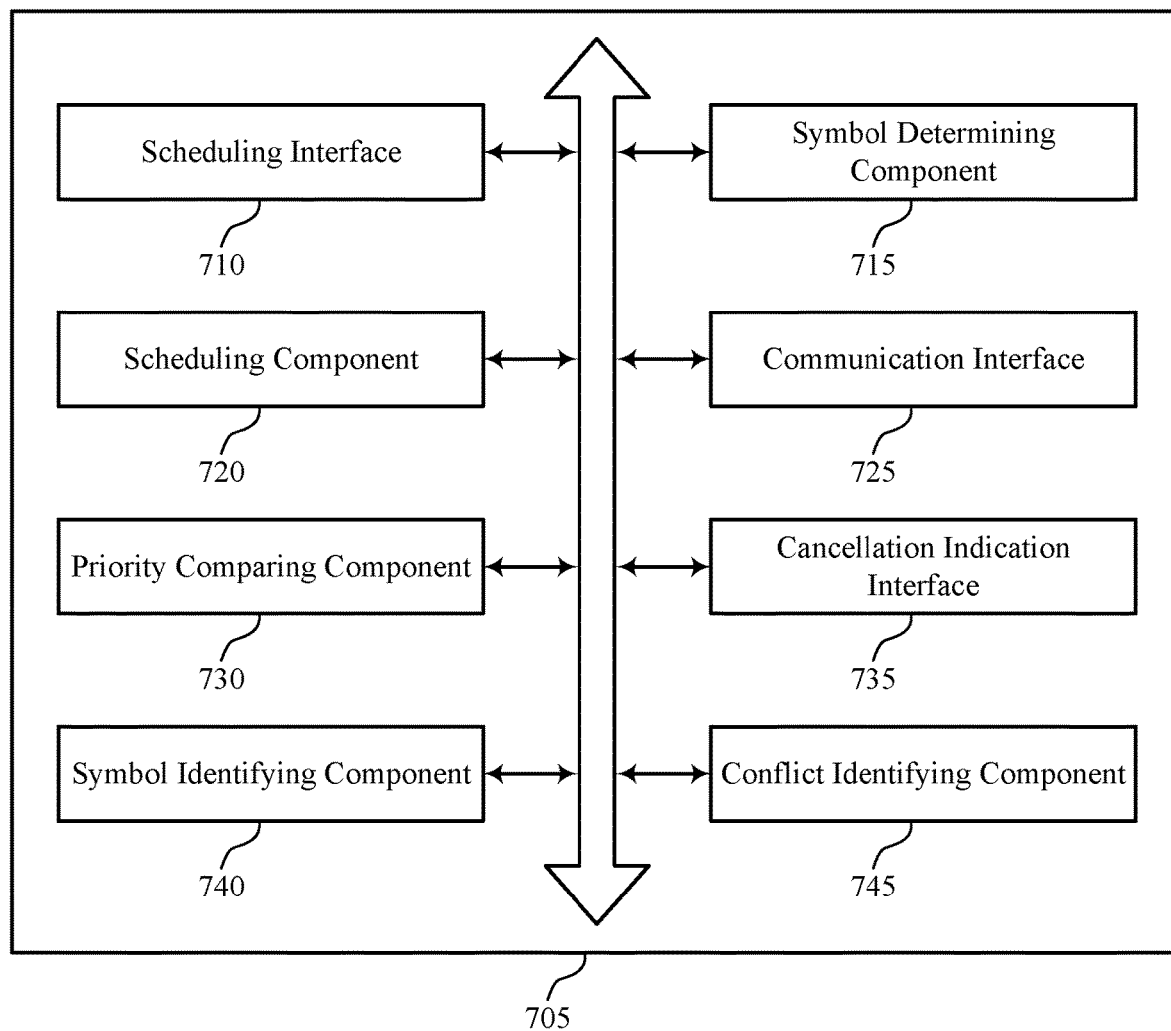 Scheduling Interface
710
Symbol Determining
Component
715
Scheduling Component
720
Communication Interface
725
Priority Comparing Component
730
Cancellation Indication
Interface
735
Symbol Identifying Component
740
Conflict Identifying Component
745
705